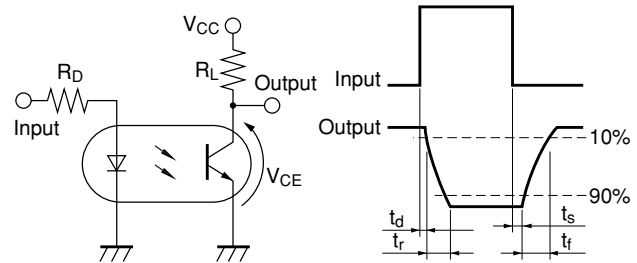 VCC
RD
RL
Output
Input
VCE
Input
Output
10%
90%
td
ts
tr
tf